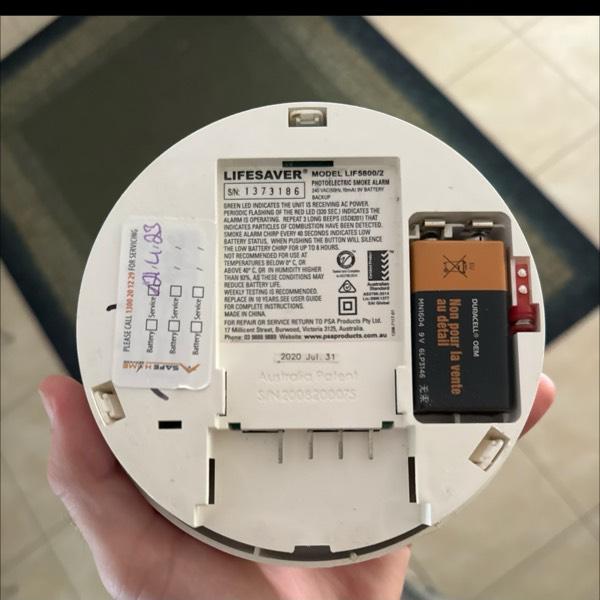 LIFESAVER® MODEL LIF5800/2
S/N: 1373186
PHOTOELECTRIC SMOKE ALARM
240 VAC(50Hz, 10mA) 9V BATTERY
BACKUP
GREEN LED INDICATES THE UNIT IS RECEIVING AC POWER.
PERIODIC FLASHING OF THE RED LED (320 SEC.) INDICATES THE
ALARM IS OPERATING. REPEAT 3 LONG BEEPS (ISO8201) THAT
INDICATES PARTICLES OF COMBUSTION HAVE BEEN DETECTED.
SMOKE ALARM CHIRP EVERY 40 SECONDS INDICATES LOW
BATTERY STATUS, WHEN PUSHING THE BUTTON WILL SILENCE
THE LOW BATTERY CHIRP FOR UP TO 8 HOURS.
NOT RECOMMENDED FOR USE AT
TEMPERATURES BELOW 0° C, OR
ABOVE 40° C, OR IN HUMIDITY HIGHER
THAN 93%, AS THESE CONDITIONS MAY
REDUCE BATTERY LIFE.
WEEKLY TESTING IS RECOMMENDED.
REPLACE IN 10 YEARS.SEE USER GUIDE
FOR COMPLETE INSTRUCTIONS.
MADE IN CHINA.
FOR REPAIR OR SERVICE RETURN TO PSA Products Pty Ltd.
17 Millicent Street, Burwood, Victoria 3125, Australia.
Phone: 03 9888 9889 Website: www.psaproducts.com.au
Australian
Standard
AS3786:2014
SAI Global
2020 Jul. 31
Australia Patent
S/N.2008200075
PLEASE CALL 1300 20 12 29 FOR SERVICING
Battery Service
Battery Service
Battery Service
SAFE HOME
DURACELL® OEM
Non pour la vente
au détail
MN1604 9 V 6LP3146
EU